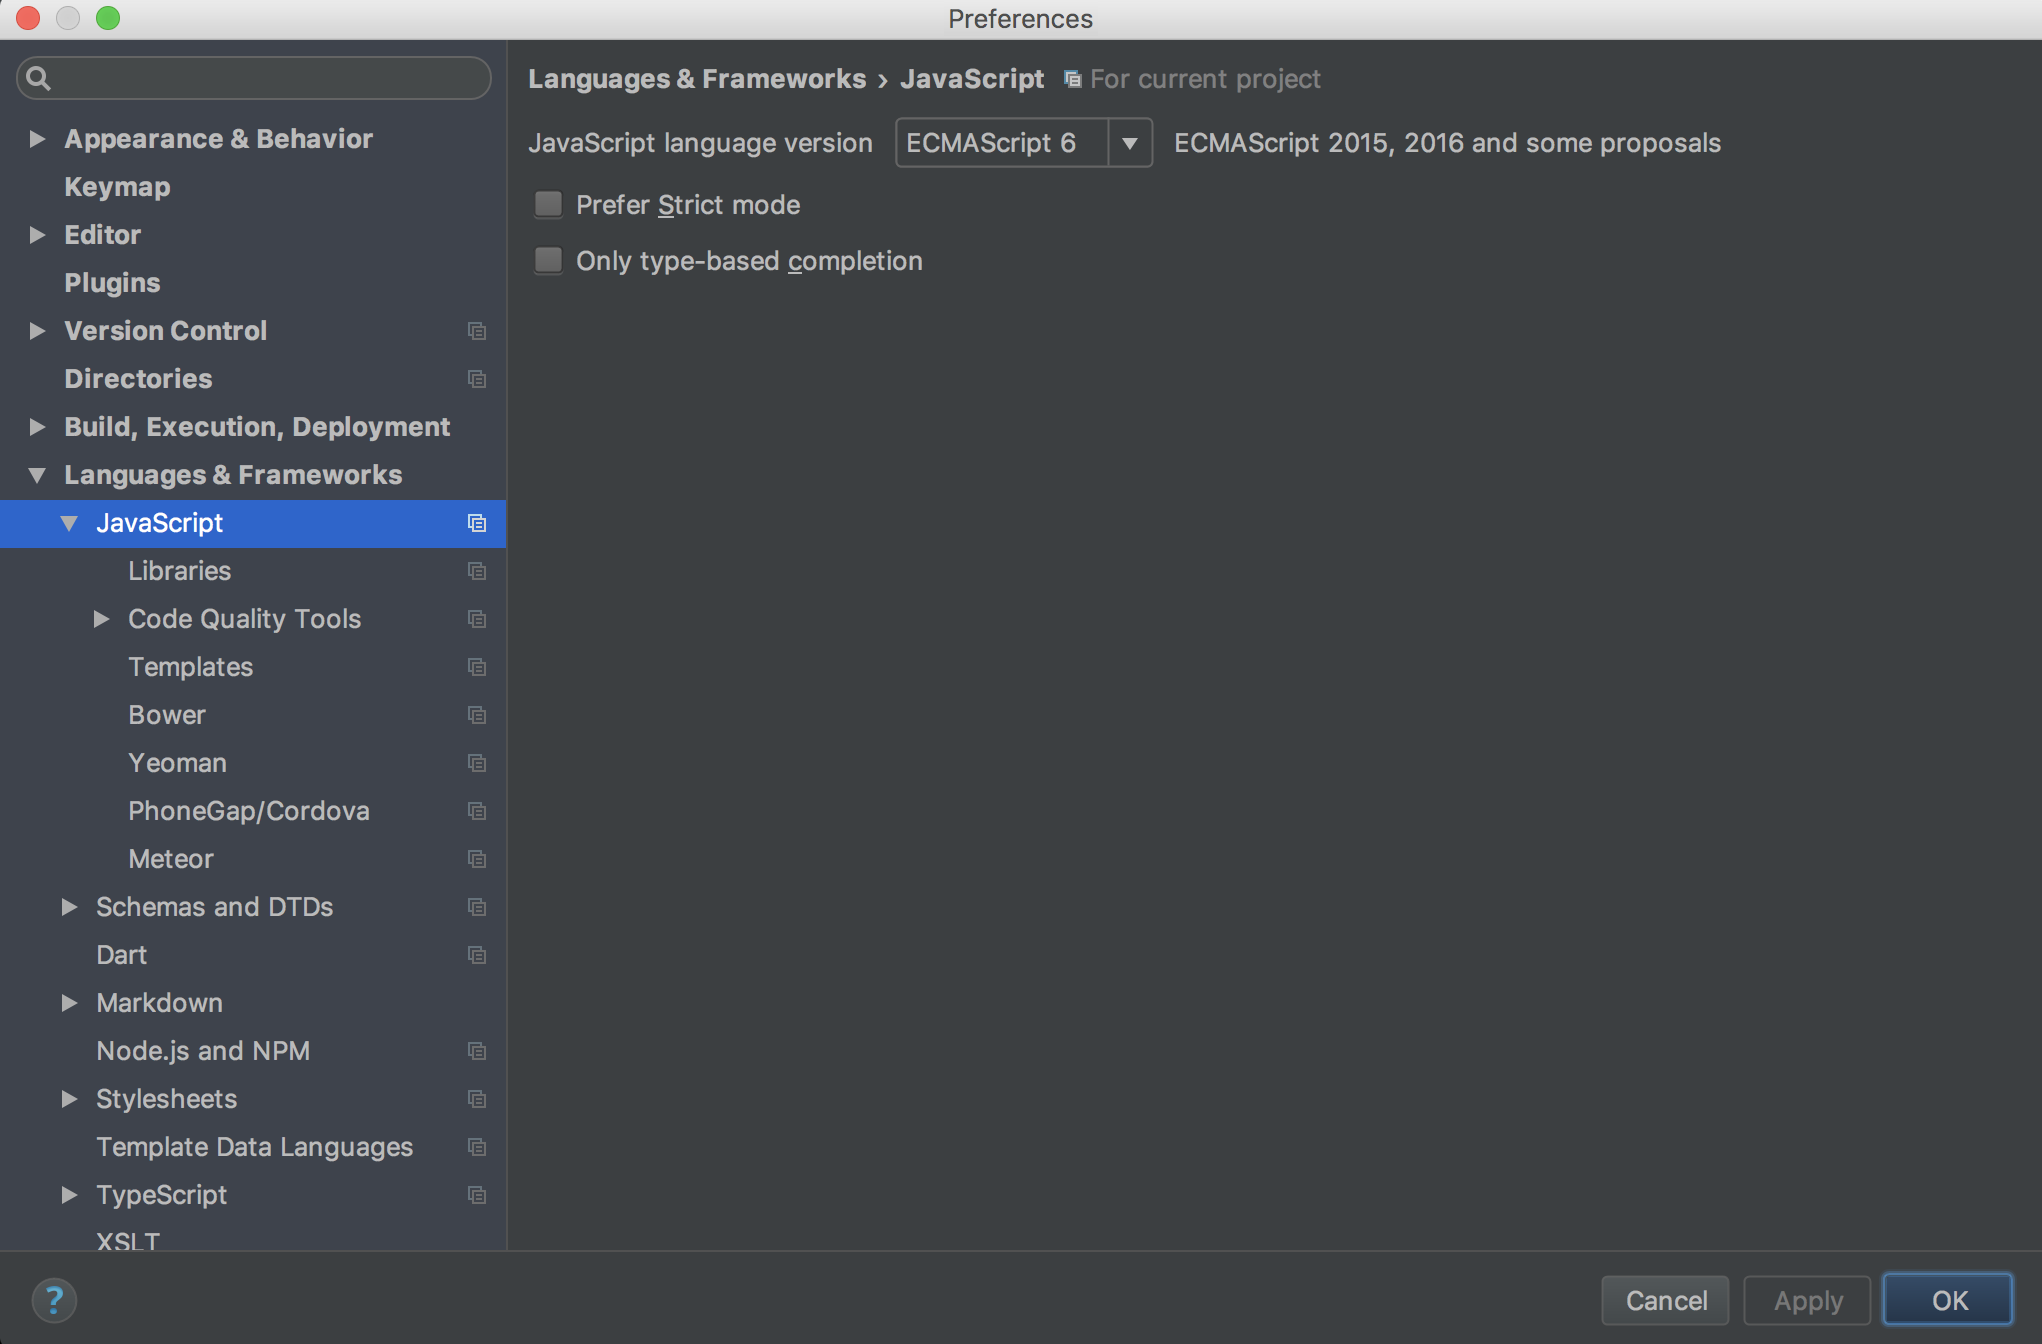 Preferences
Languages & Frameworks › JavaScript For current project
JavaScript language version ECMAScript 6 ECMAScript 2015, 2016 and some proposals
Prefer Strict mode
Only type-based completion
Appearance & Behavior
Keymap
Editor
Plugins
Version Control
Directories
Build, Execution, Deployment
Languages & Frameworks
JavaScript
Libraries
Code Quality Tools
Templates
Bower
Yeoman
PhoneGap/Cordova
Meteor
Schemas and DTDs
Dart
Markdown
Node.js and NPM
Stylesheets
Template Data Languages
TypeScript
XSLT
?
Cancel
Apply
OK